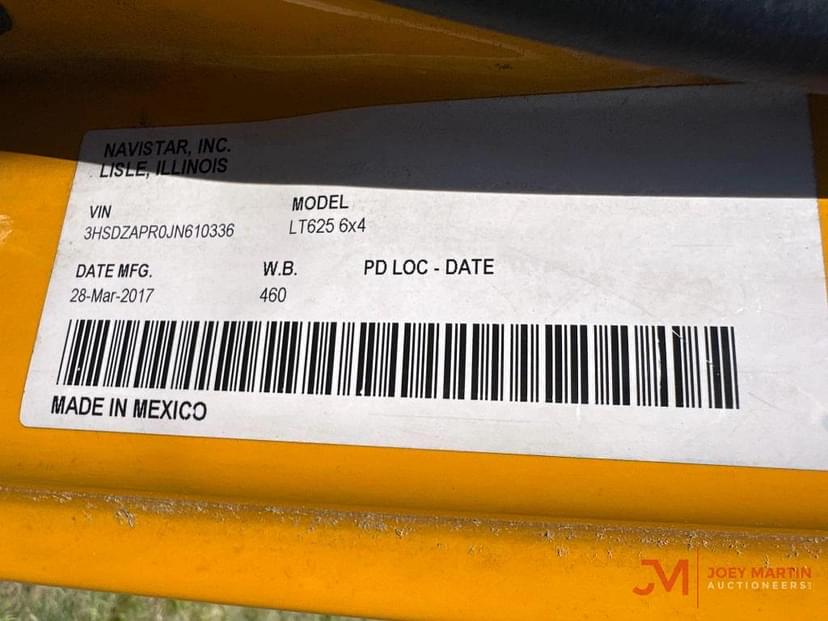 NAVISTAR, INC.
LISLE, ILLINOIS
VIN
3HSDZAPR0JN610336
MODEL
LT625 6x4
DATE MFG.
28-Mar-2017
W.B.
460
PD LOC - DATE
MADE IN MEXICO
JM
JOEY MARTIN
AUCTIONEERS